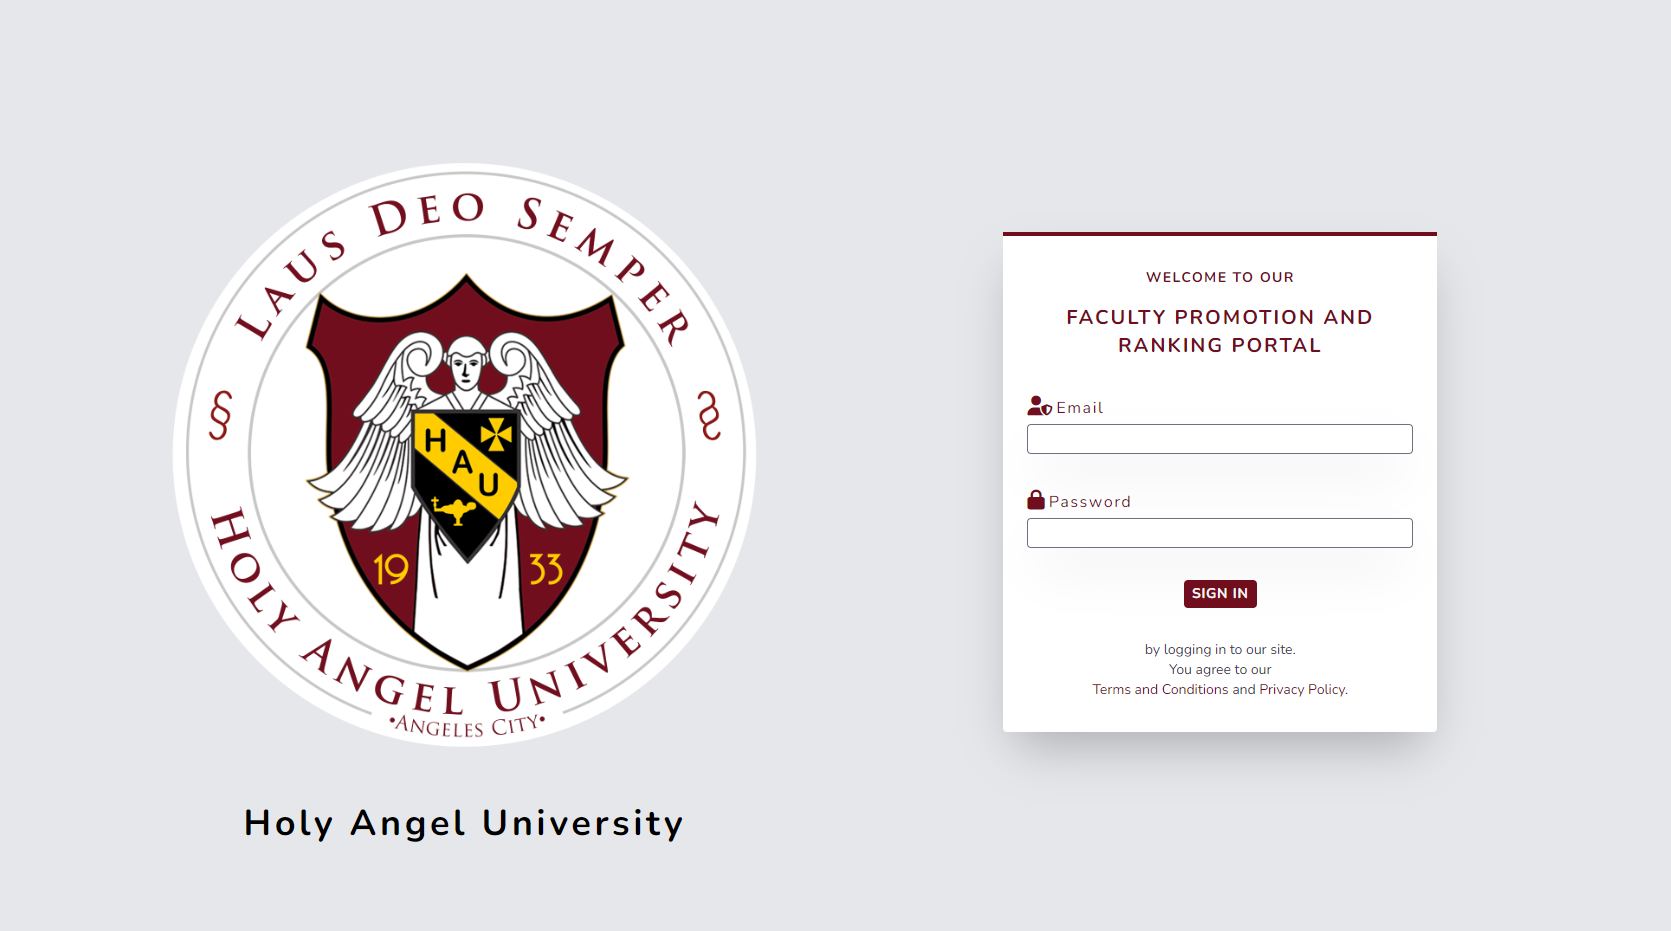 LAUS DEO SEMPER
§ §
HAU
19 33
HOLY ANGEL UNIVERSITY
•ANGELES CITY•
Holy Angel University
WELCOME TO OUR
FACULTY PROMOTION AND
RANKING PORTAL
Email
Password
SIGN IN
by logging in to our site.
You agree to our
Terms and Conditions and Privacy Policy.